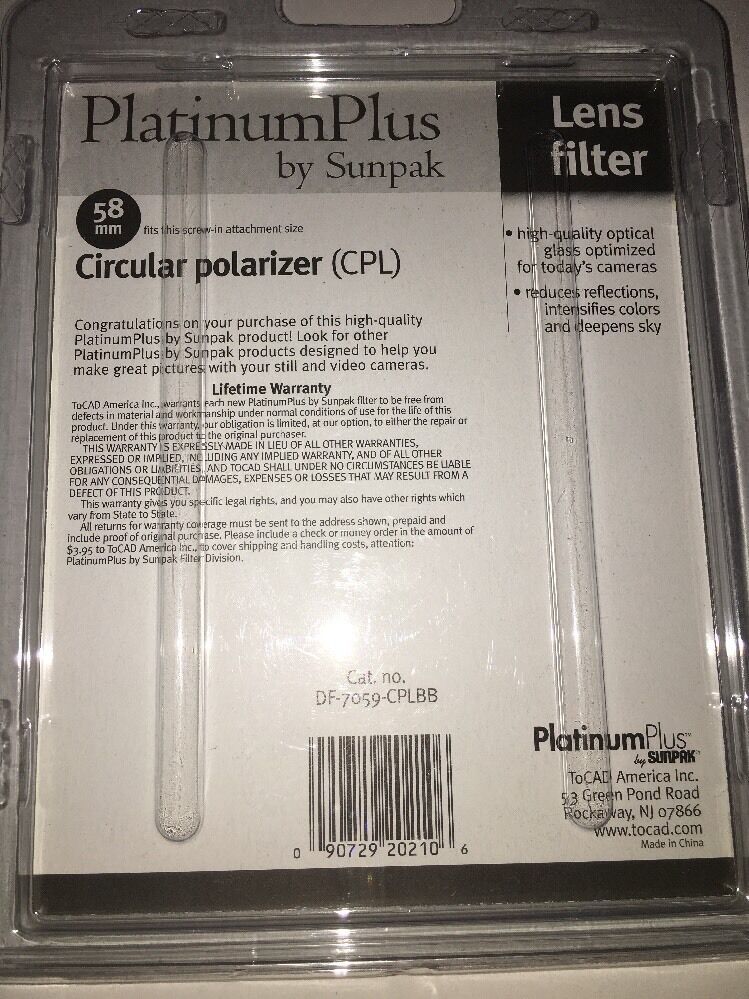 PlatinumPlus
by Sunpak
Lens
filter
58
mm
fits this screw-in attachment size
Circular polarizer (CPL)
• high-quality optical
glass optimized
for today's cameras
• reduces reflections,
intensifies colors
and deepens sky
Congratulations on your purchase of this high-quality
PlatinumPlus by Sunpak product! Look for other
PlatinumPlus by Sunpak products designed to help you
make great pictures with your still and video cameras.
Lifetime Warranty
ToCAD America Inc., warrants each new PlatinumPlus by Sunpak filter to be free from
defects in material and workmanship under normal conditions of use for the life of this
product. Under this warranty, our obligation is limited, at our option, to either the repair or
replacement of this product to the original purchaser.
THIS WARRANTY IS EXPRESSLY MADE IN LIEU OF ALL OTHER WARRANTIES,
EXPRESSED OR IMPLIED, INCLUDING ANY IMPLIED WARRANTY, AND OF ALL OTHER
OBLIGATIONS OR LIABILITIES, AND TOCAD SHALL UNDER NO CIRCUMSTANCES BE LIABLE
FOR ANY CONSEQUENTIAL DAMAGES, EXPENSES OR LOSSES THAT MAY RESULT FROM A
DEFECT OF THIS PRODUCT.
This warranty gives you specific legal rights, and you may also have other rights which
vary from State to State.
All returns for warranty coverage must be sent to the address shown, prepaid and
include proof of original purchase. Please include a check or money order in the amount of
$3.95 to ToCAD America Inc., to cover shipping and handling costs, attention:
PlatinumPlus by Sunpak Filter Division.
Cat. no.
DF-7059-CPLBB
0 90729 20210 6
PlatinumPlus™
by SUNPAK™
ToCAD America Inc.
53 Green Pond Road
Rockaway, NJ 07866
www.tocad.com
Made in China